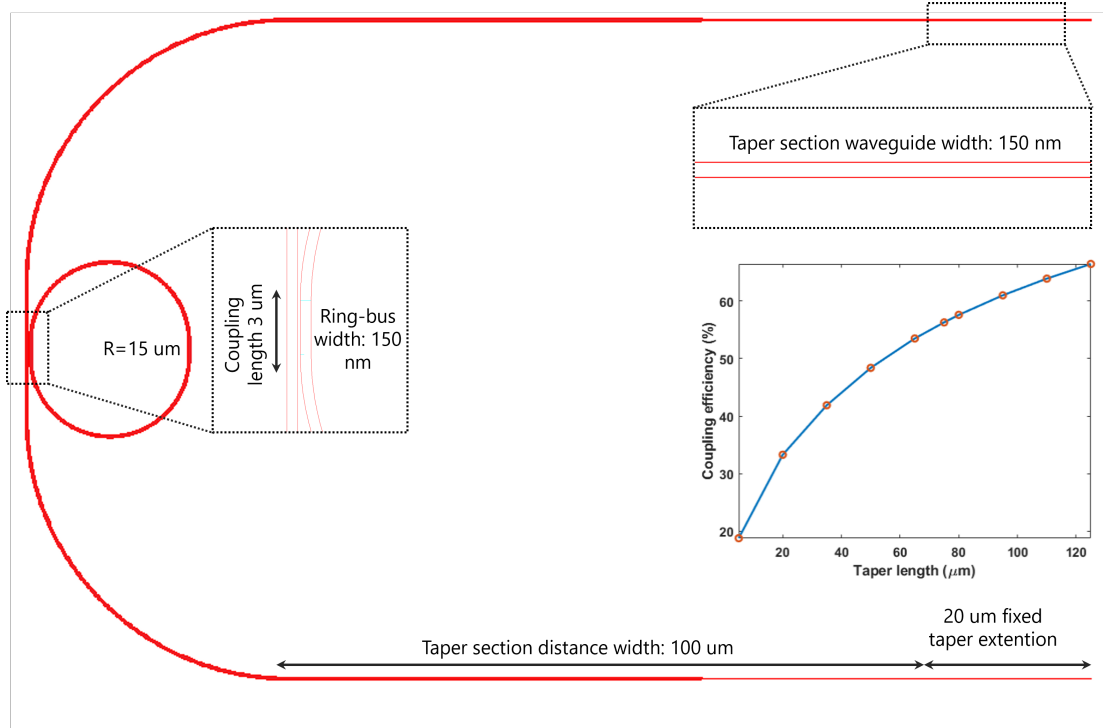 Taper section waveguide width: 150 nm
R=15 um
Coupling
length 3 um
Ring-bus
width: 150
nm
Coupling efficiency (%)
60
50
40
30
20
20 40 60 80 100 120
Taper length (μm)
Taper section distance width: 100 um
20 um fixed
taper extention